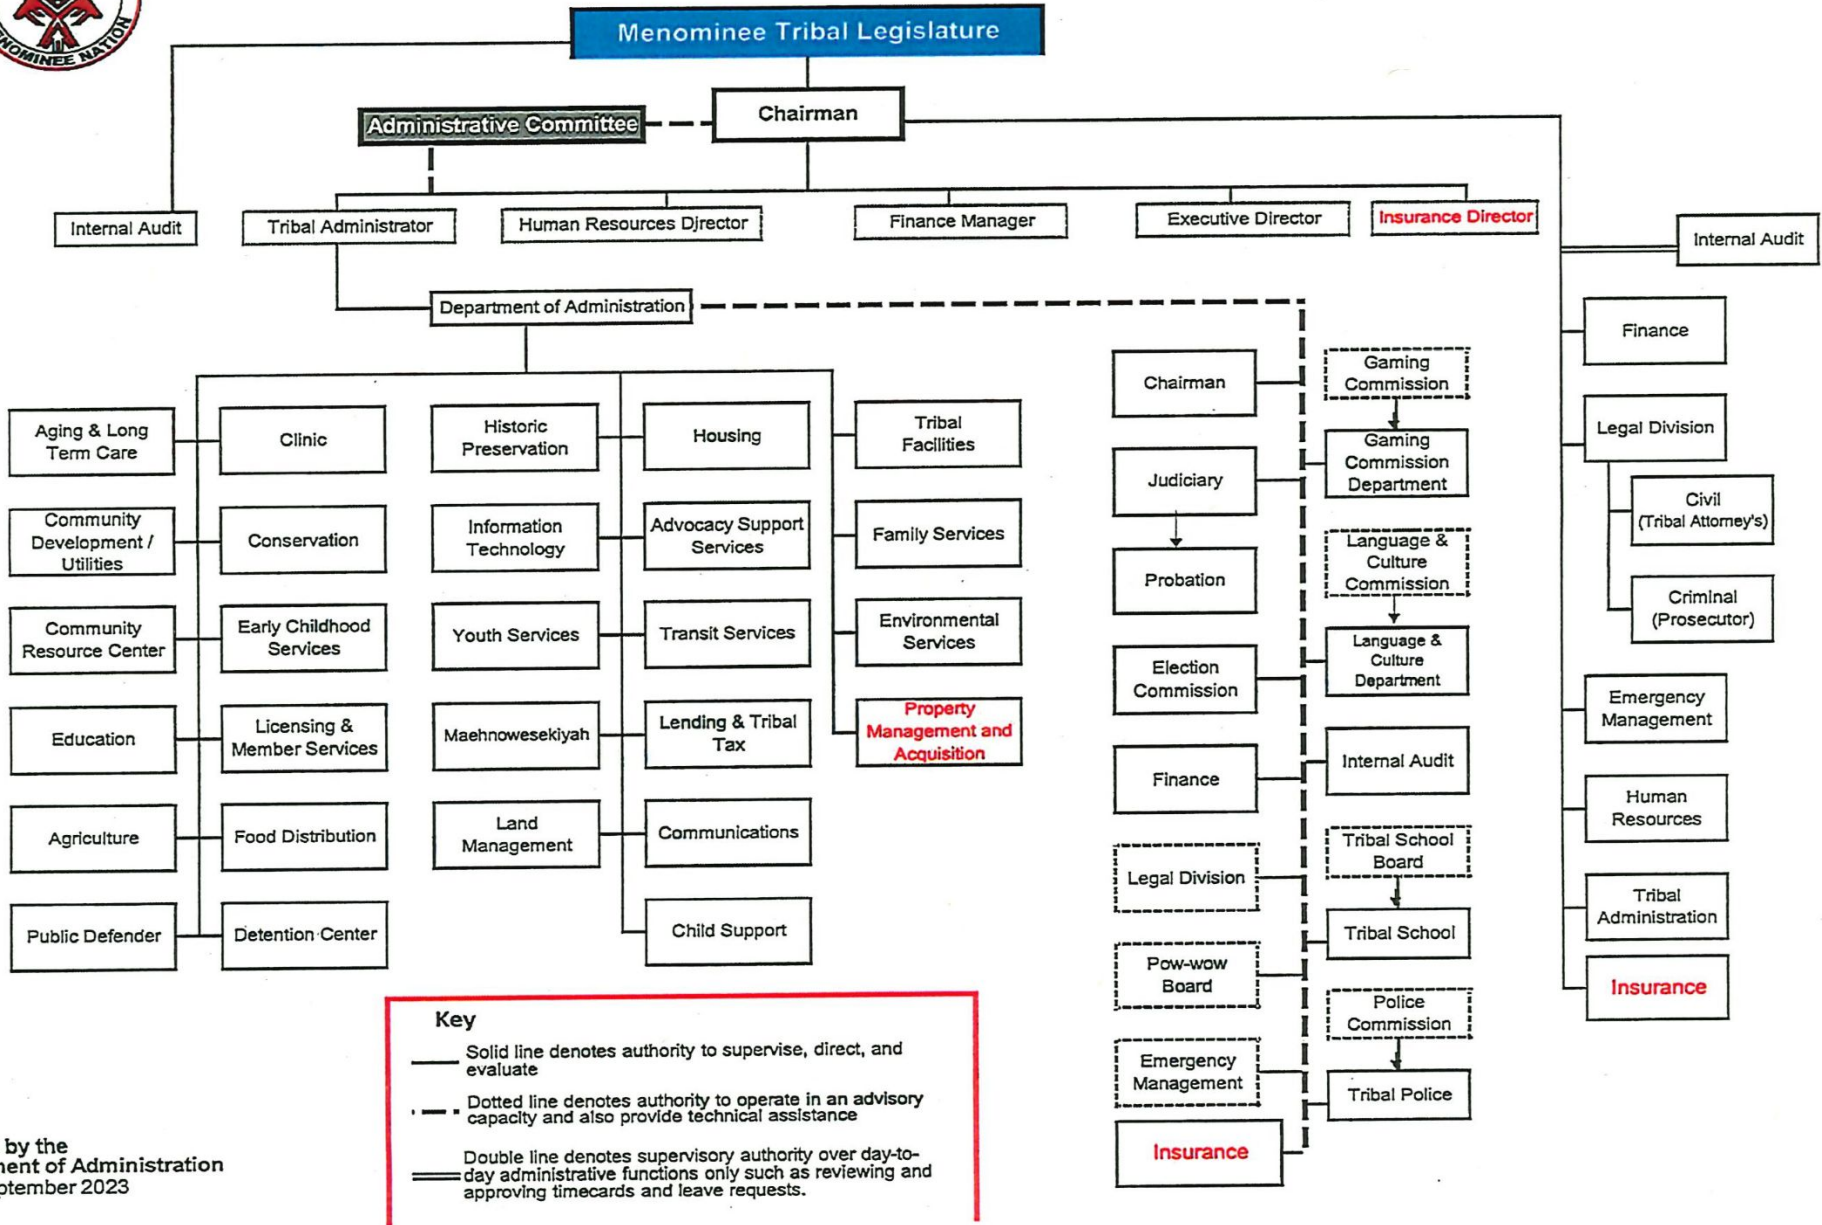 NOMINEE NATION
Menominee Tribal Legislature
Administrative Committee
Chairman
Internal Audit
Tribal Administrator
Human Resources Director
Finance Manager
Executive Director
Insurance Director
Internal Audit
Department of Administration
Aging & Long
Term Care
Clinic
Community
Development /
Utilities
Conservation
Community
Resource Center
Early Childhood
Services
Education
Licensing &
Member Services
Agriculture
Food Distribution
Public Defender
Detention Center
Historic
Preservation
Housing
Information
Technology
Advocacy Support
Services
Youth Services
Transit Services
Maehnowesekiyah
Lending & Tribal
Tax
Land
Management
Communications
Child Support
Tribal
Facilities
Family Services
Environmental
Services
Property
Management and
Acquisition
Chairman
Judiciary
Probation
Election
Commission
Finance
Legal Division
Pow-wow
Board
Emergency
Management
Insurance
Gaming
Commission
Gaming
Commission
Department
Language &
Culture
Commission
Language &
Culture
Department
Internal Audit
Tribal School
Board
Tribal School
Police
Commission
Tribal Police
Finance
Legal Division
Civil
(Tribal Attorney's)
Criminal
(Prosecutor)
Emergency
Management
Human
Resources
Tribal
Administration
Insurance
Key
Solid line denotes authority to supervise, direct, and
evaluate
Dotted line denotes authority to operate in an advisory
capacity and also provide technical assistance
Double line denotes supervisory authority over day-to-
day administrative functions only such as reviewing and
approving timecards and leave requests.
by the
ment of Administration
ptember 2023